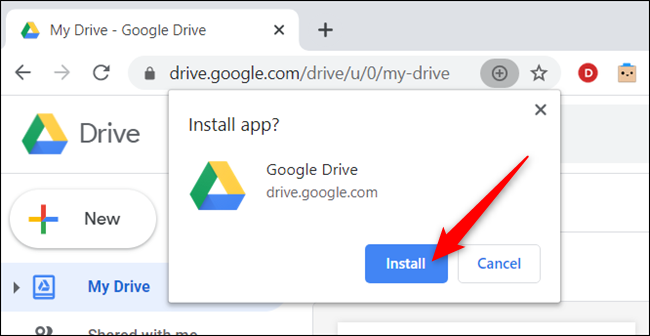 My Drive - Google Drive
drive.google.com/drive/u/0/my-drive
D
Drive
Install app?
Google Drive
drive.google.com
New
Install
Cancel
My Drive
Shared with me